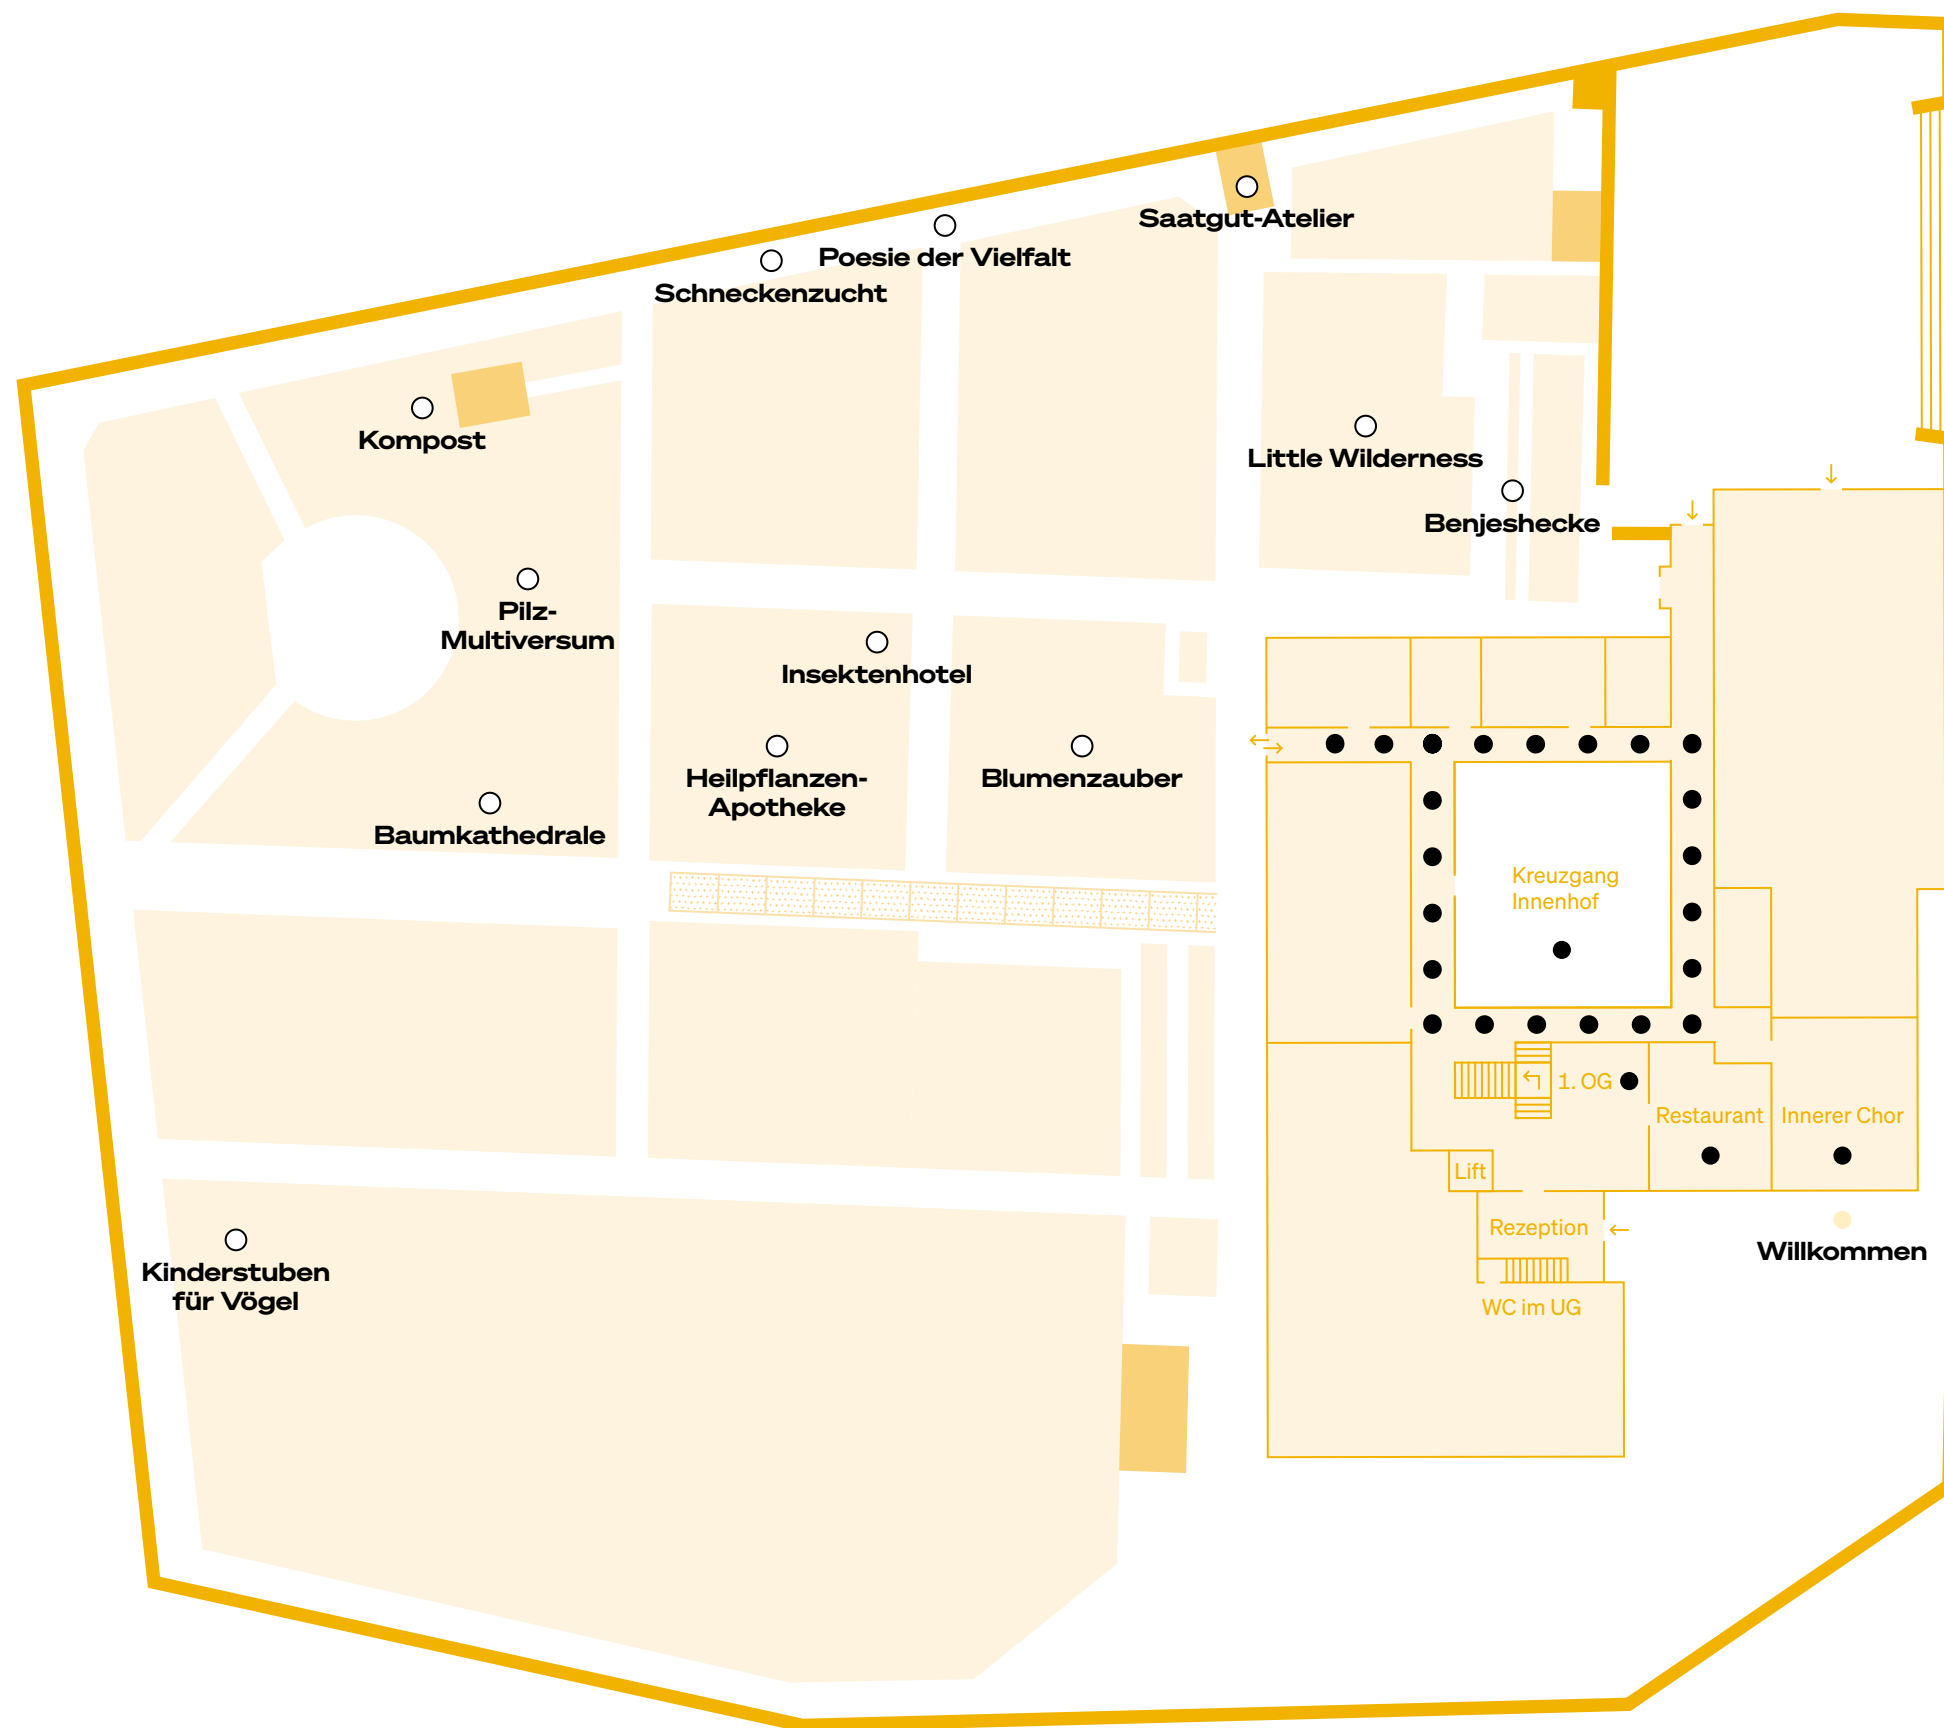 Saatgut-Atelier
Poesie der Vielfalt
Schneckenzucht
Kompost
Little Wilderness
Benjeshecke
Pilz-
Multiversum
Insektenhotel
Heilpflanzen-
Apotheke
Blumenzauber
Baumkathedrale
Kreuzgang
Innenhof
1. OG
Restaurant
Innerer Chor
Lift
Rezeption
Willkommen
Kinderstuben
für Vögel
WC im UG